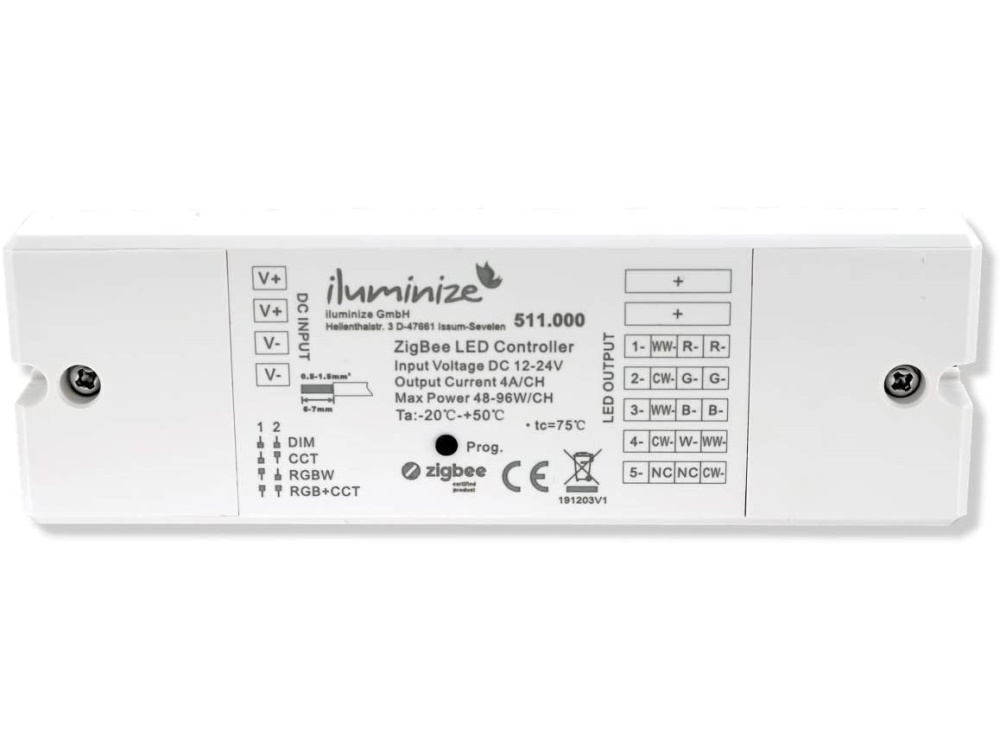 V+
V+
V-
V-
DC INPUT
0.5-1.5mm²
6-7mm
1 2
DIM
CCT
RGBW
RGB+CCT
iluminize
iluminize GmbH
Hellenthalstr. 3 D-47661 Issum-Sevelen
511.000
ZigBee LED Controller
Input Voltage DC 12-24V
Output Current 4A/CH
Max Power 48-96W/CH
Ta:-20℃-+50℃
• tc=75℃
Prog.
zigbee
certified
product
CE
191203V1
LED OUTPUT
+
+
1- WW- R- R-
2- CW- G- G-
3- WW- B- B-
4- CW- W- WW-
5- NC NC CW-